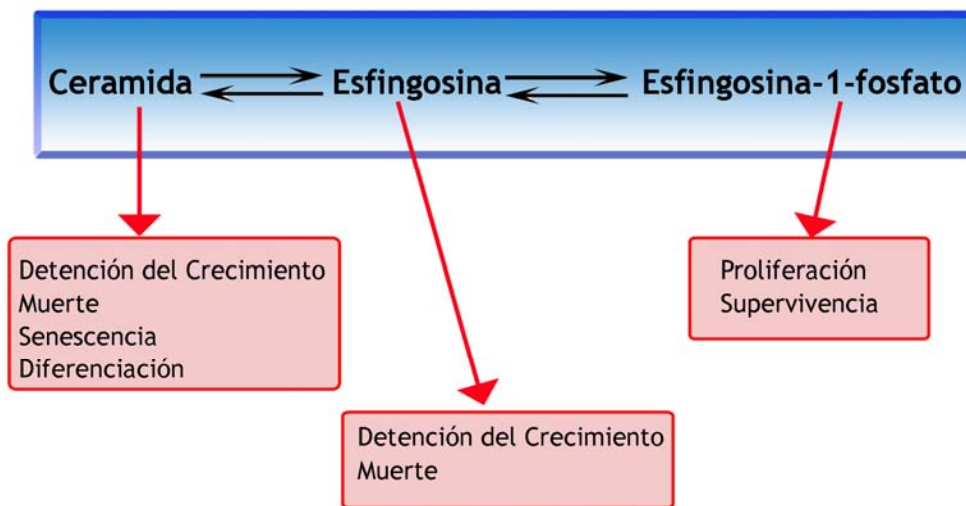 Ceramida Esfingosina Esfingosina-1-fosfato
Detención del Crecimiento
Muerte
Senescencia
Diferenciación
Proliferación
Supervivencia
Detención del Crecimiento
Muerte